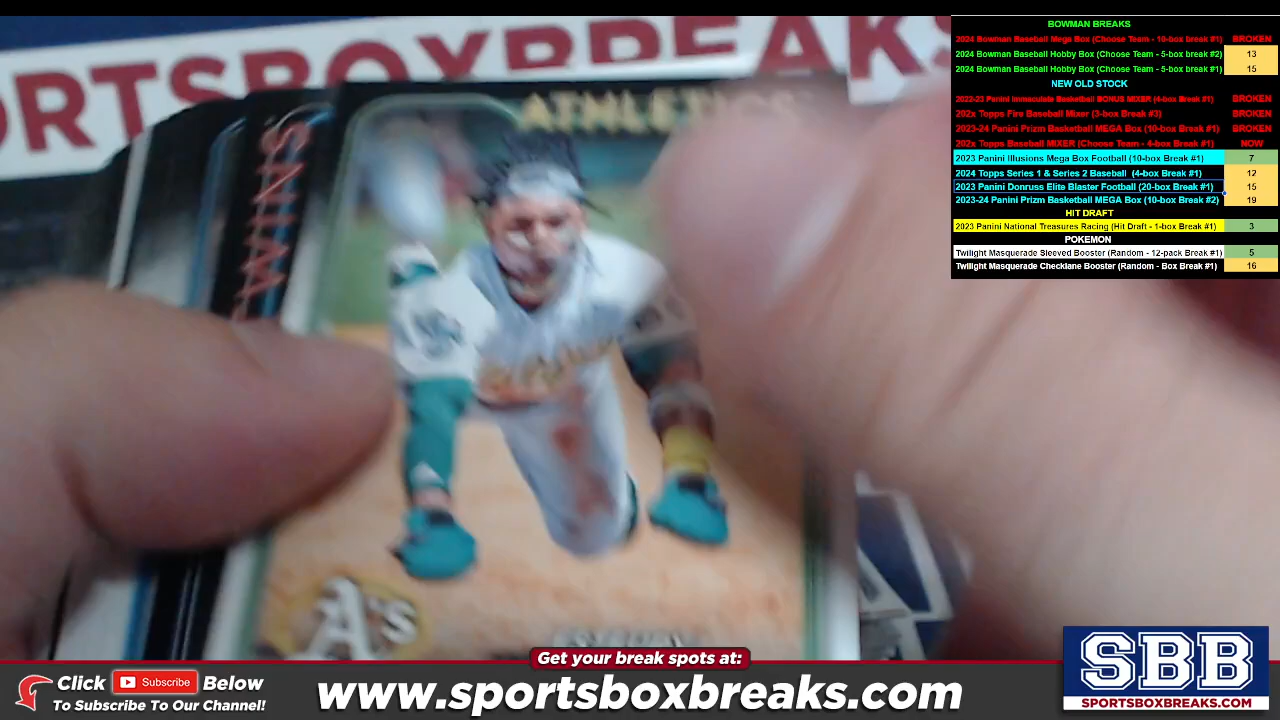 SPORTSBOXBREAKS
ATHLETICS
TWINS
A's
BOWMAN BREAKS
2024 Bowman Baseball Mega Box (Choose Team - 10-box break #1) BROKEN
2024 Bowman Baseball Hobby Box (Choose Team - 5-box break #2) 13
2024 Bowman Baseball Hobby Box (Choose Team - 5-box break #1) 15
NEW OLD STOCK
2022-23 Panini Immaculate Basketball BONUS MIXER (4-box Break #1) BROKEN
202x Topps Fire Baseball Mixer (3-box Break #3) BROKEN
2023-24 Panini Prizm Basketball MEGA Box (10-box Break #1) BROKEN
202x Topps Baseball MIXER (Choose Team - 4-box Break #1) NOW
2023 Panini Illusions Mega Box Football (10-box Break #1) 7
2024 Topps Series 1 & Series 2 Baseball (4-box Break #1) 12
2023 Panini Donruss Elite Blaster Football (20-box Break #1) 15
2023-24 Panini Prizm Basketball MEGA Box (10-box Break #2) 19
HIT DRAFT
2023 Panini National Treasures Racing (Hit Draft - 1-box Break #1) 3
POKEMON
Twilight Masquerade Sleeved Booster (Random - 12-pack Break #1) 5
Twilight Masquerade Checklane Booster (Random - Box Break #1) 16
Get your break spots at:
Click Subscribe Below
To Subscribe To Our Channel!
www.sportsboxbreaks.com
SBB
SPORTSBOXBREAKS.COM